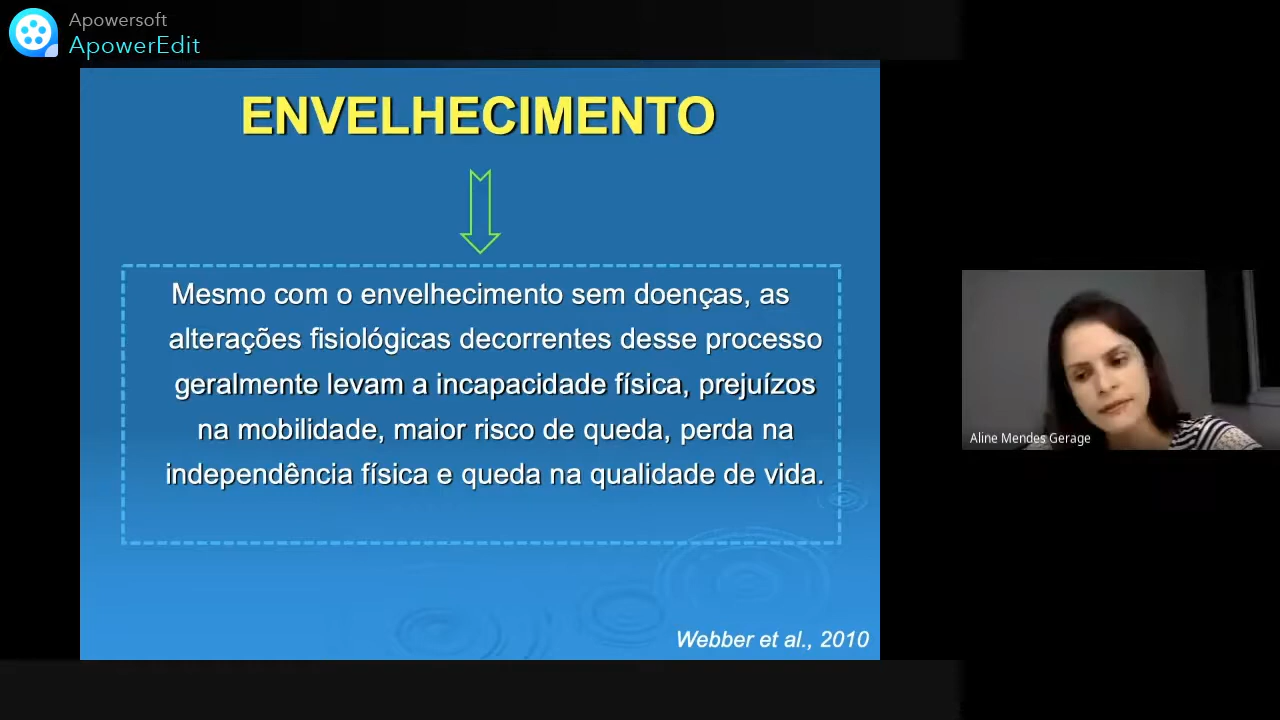 Apowersoft
ApowerEdit
ENVELHECIMENTO
Mesmo com o envelhecimento sem doenças, as
alterações fisiológicas decorrentes desse processo
geralmente levam a incapacidade física, prejuízos
na mobilidade, maior risco de queda, perda na
independência física e queda na qualidade de vida.
Webber et al., 2010
Aline Mendes Gerage